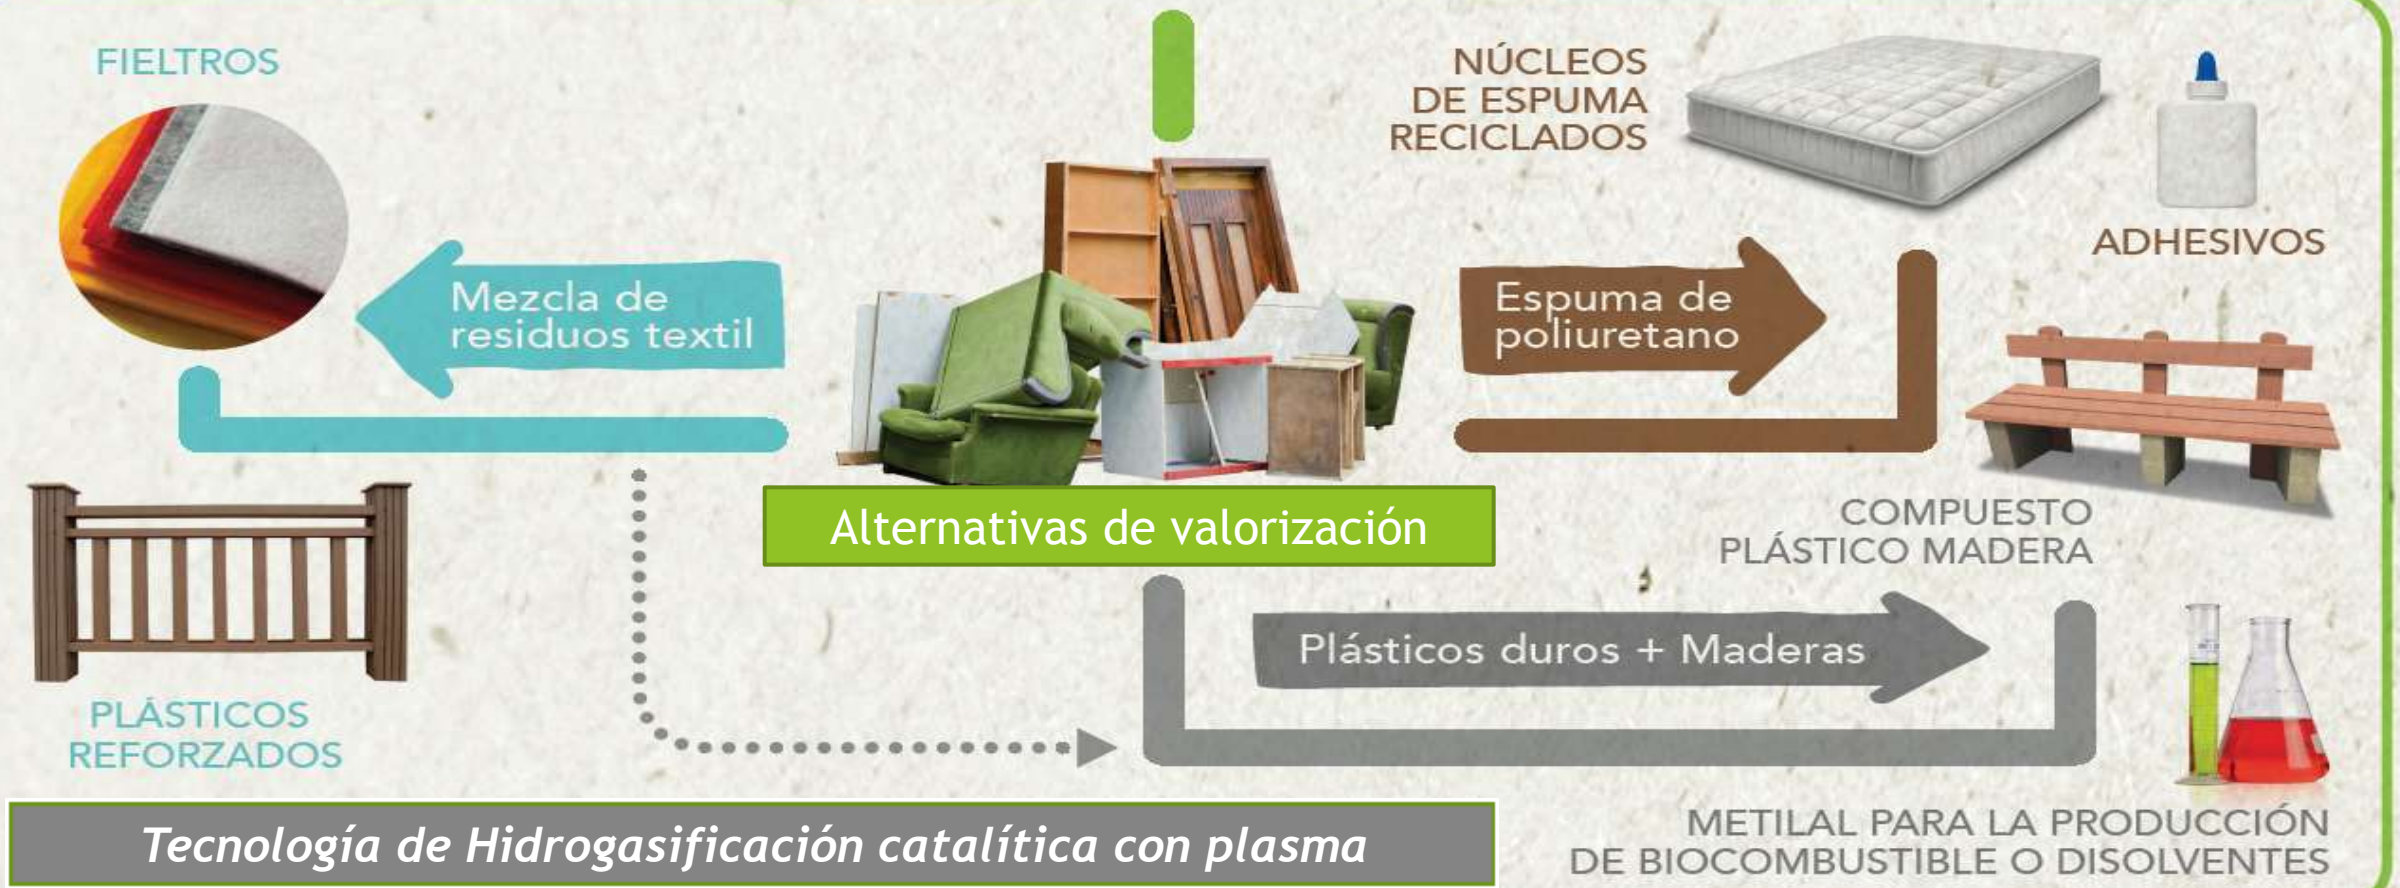 FIELTROS
NÚCLEOS
DE ESPUMA
RECICLADOS
ADHESIVOS
Mezcla de
residuos textil
Espuma de
poliuretano
Alternativas de valorización
COMPUESTO
PLÁSTICO MADERA
Plásticos duros + Maderas
PLÁSTICOS
REFORZADOS
METILAL PARA LA PRODUCCIÓN
DE BIOCOMBUSTIBLE O DISOLVENTES
Tecnología de Hidrogasificación catalítica con plasma